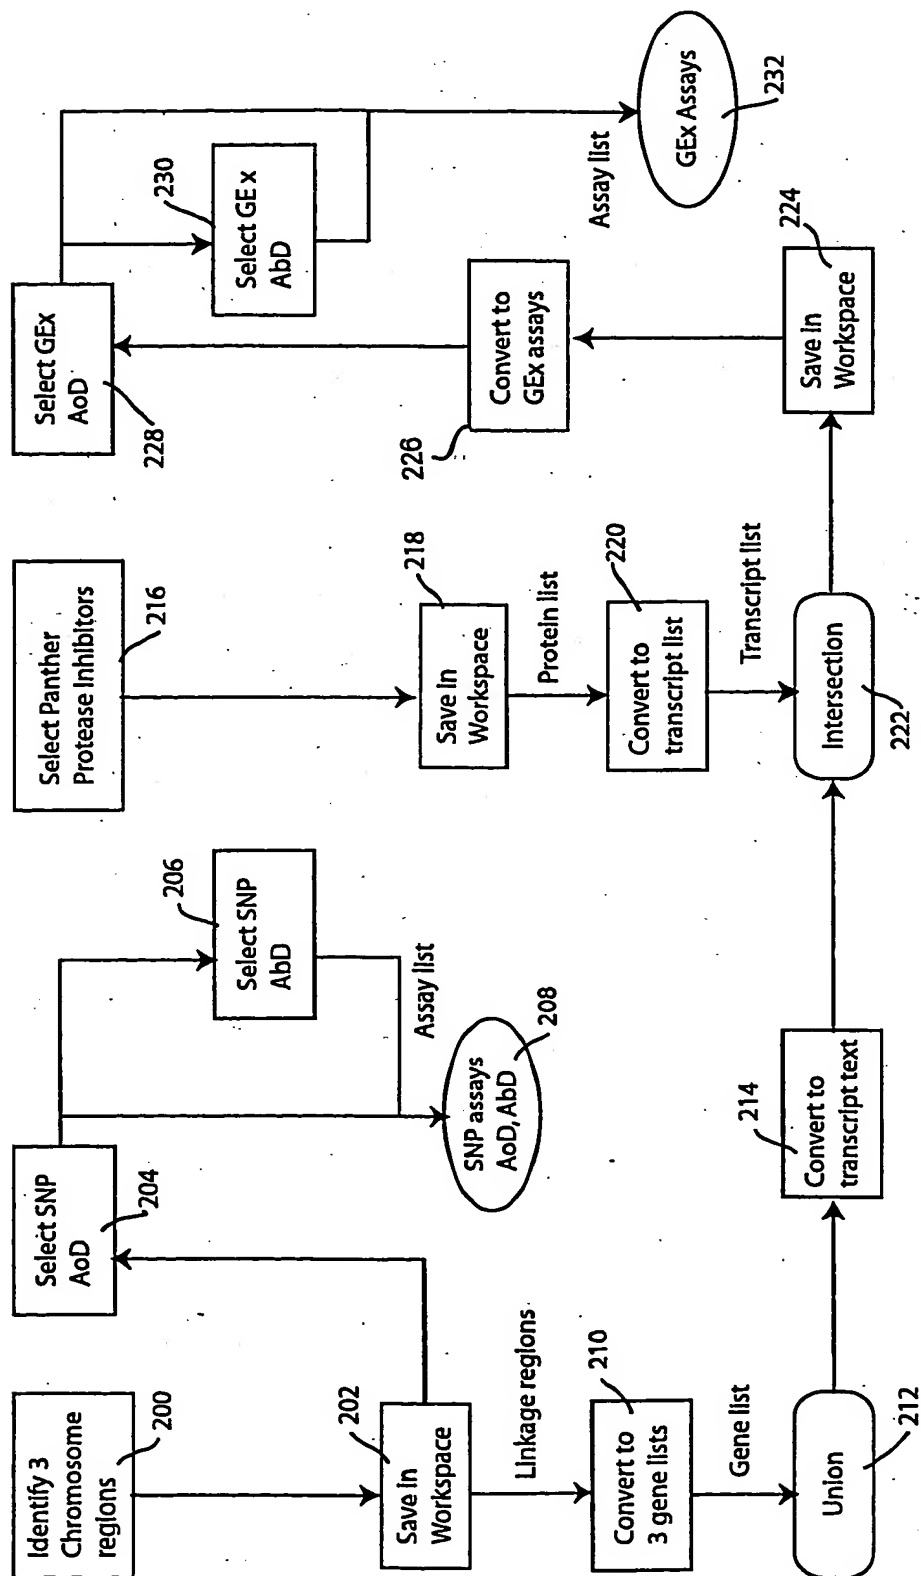 Identify 3
Chromosome
regions
200
Save In
Workspace
202
Linkage regions
Convert to
3 gene lists
210
Gene list
Union
212
Select SNP
AoD
204
Select SNP
AbD
206
Assay list
SNP assays
AoD, AbD
208
Convert to
transcript text
214
Select Panther
Protease Inhibitors
216
Save In
Workspace
218
Protein list
Convert to
transcript list
220
Transcript list
Intersection
222
Save In
Workspace
224
Convert to
GEx assays
226
Select GEx
AoD
228
Select GE x
AbD
230
Assay list
GEx Assays
232